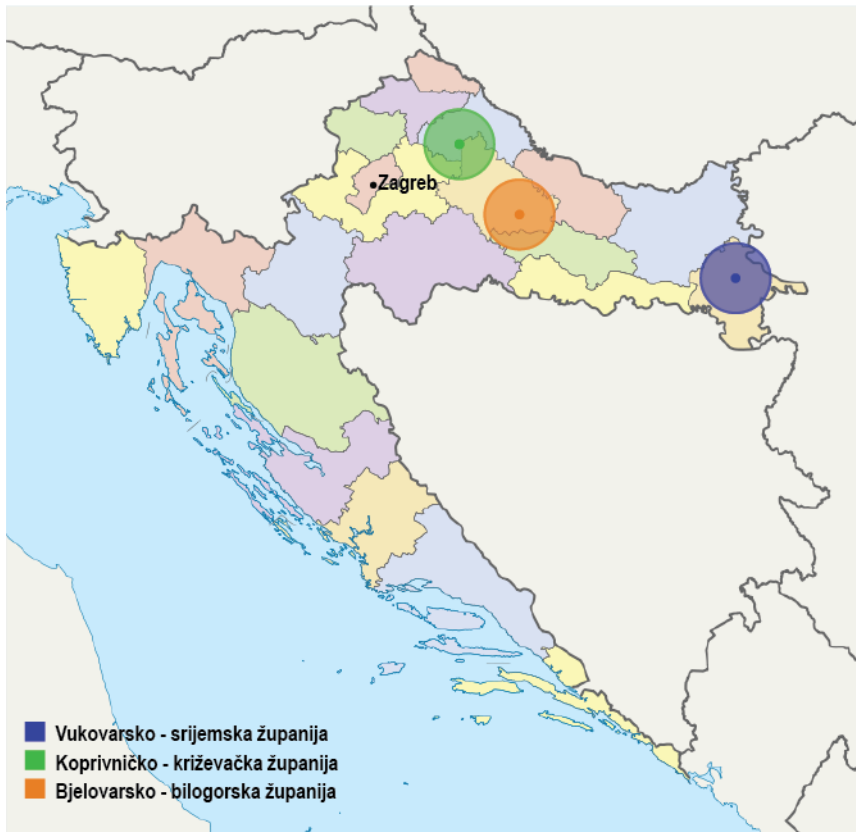 Zagreb
Vukovarsko - srijemska županija
Koprivničko - križevačka županija
Bjelovarsko - bilogorska županija